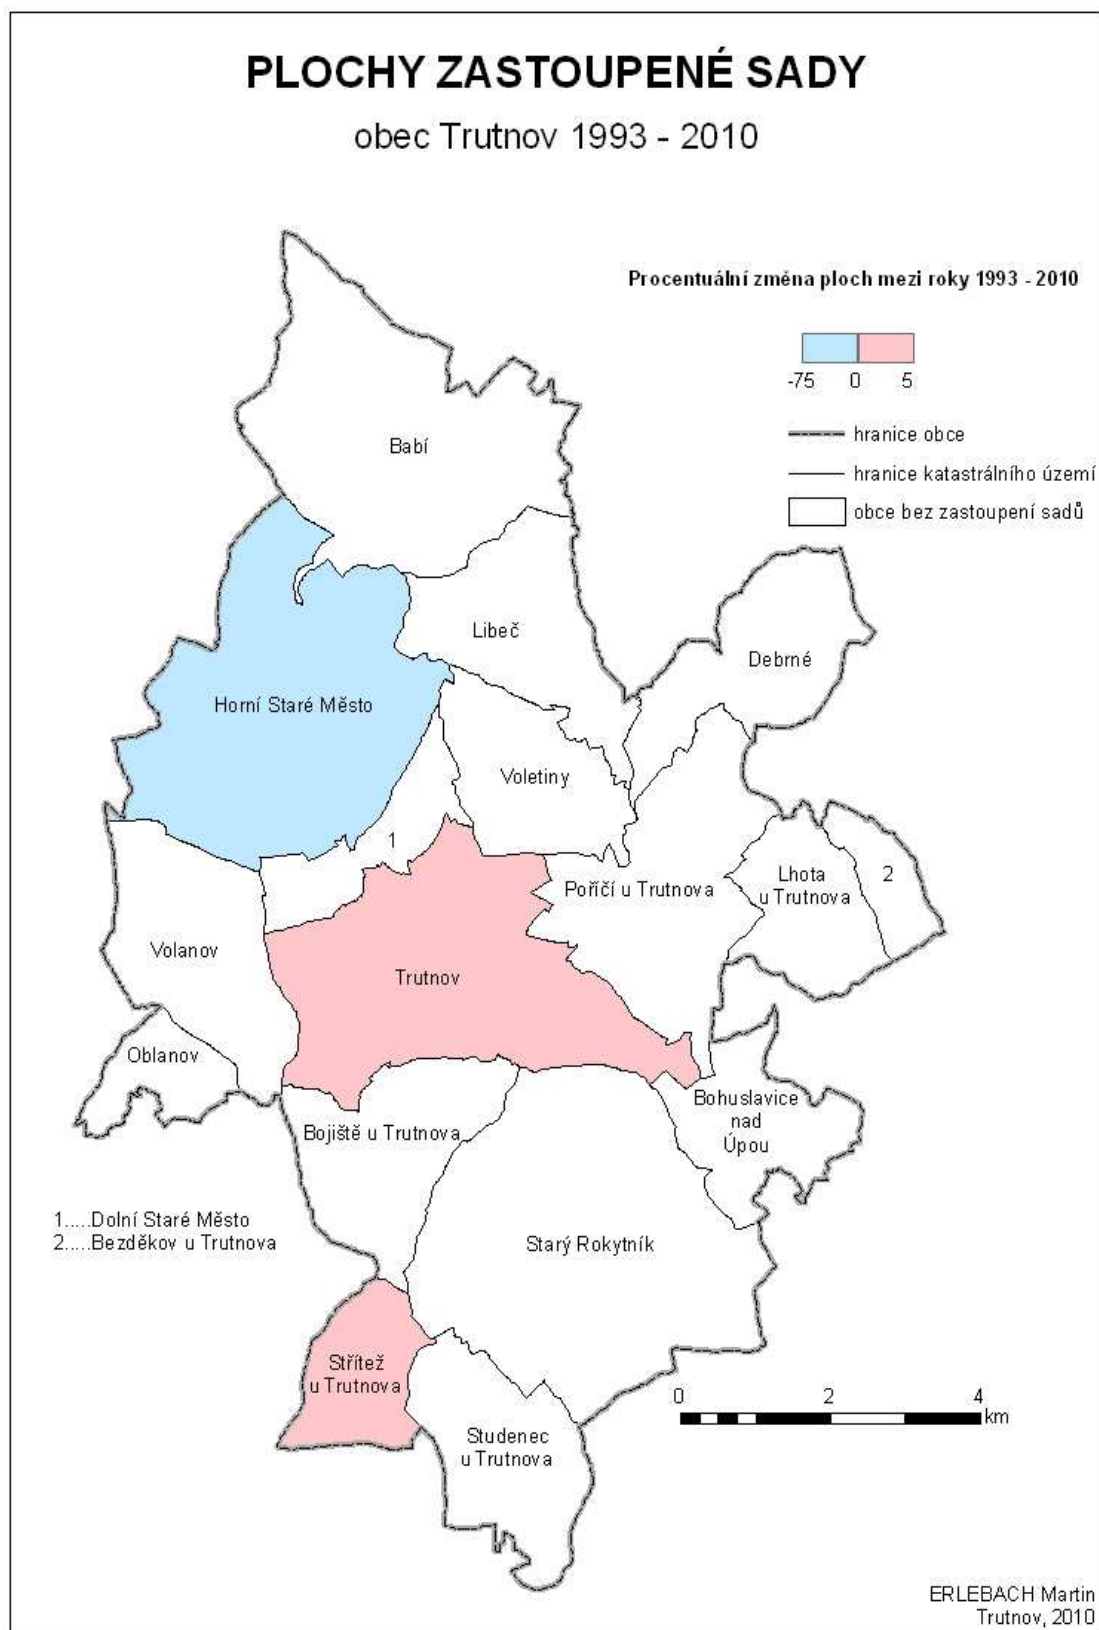 PLOCHY ZASTOUPENÉ SADY
obec Trutnov 1993 - 2010
Procentuální změna ploch mezi roky 1993 - 2010
-75 0 5
hranice obce
hranice katastrálního území
obce bez zastoupení sadů
Babí
Libeč
Debrné
Horní Staré Město
Voletiny
1
Poříčí u Trutnova
Lhota
u Trutnova
2
Volanov
Trutnov
Oblanov
Bohuslavice
nad
Úpou
Bojiště u Trutnova
1.....Dolní Staré Město
2.....Bezděkov u Trutnova
Starý Rokytník
Střítež
u Trutnova
0 2 4
km
Studenec
u Trutnova
ERLEBACH Martin
Trutnov, 2010